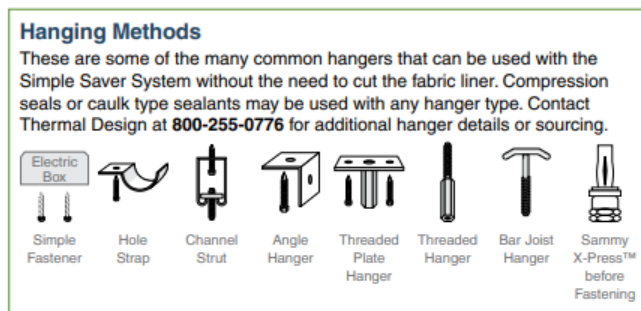 Hanging Methods
These are some of the many common hangers that can be used with the
Simple Saver System without the need to cut the fabric liner. Compression
seals or caulk type sealants may be used with any hanger type. Contact
Thermal Design at 800-255-0776 for additional hanger details or sourcing.
Electric
Box
Simple
Fastener
Hole
Strap
Channel
Strut
Angle
Hanger
Threaded
Plate
Hanger
Threaded
Hanger
Bar Joist
Hanger
Sammy
X-Press™
before
Fastening